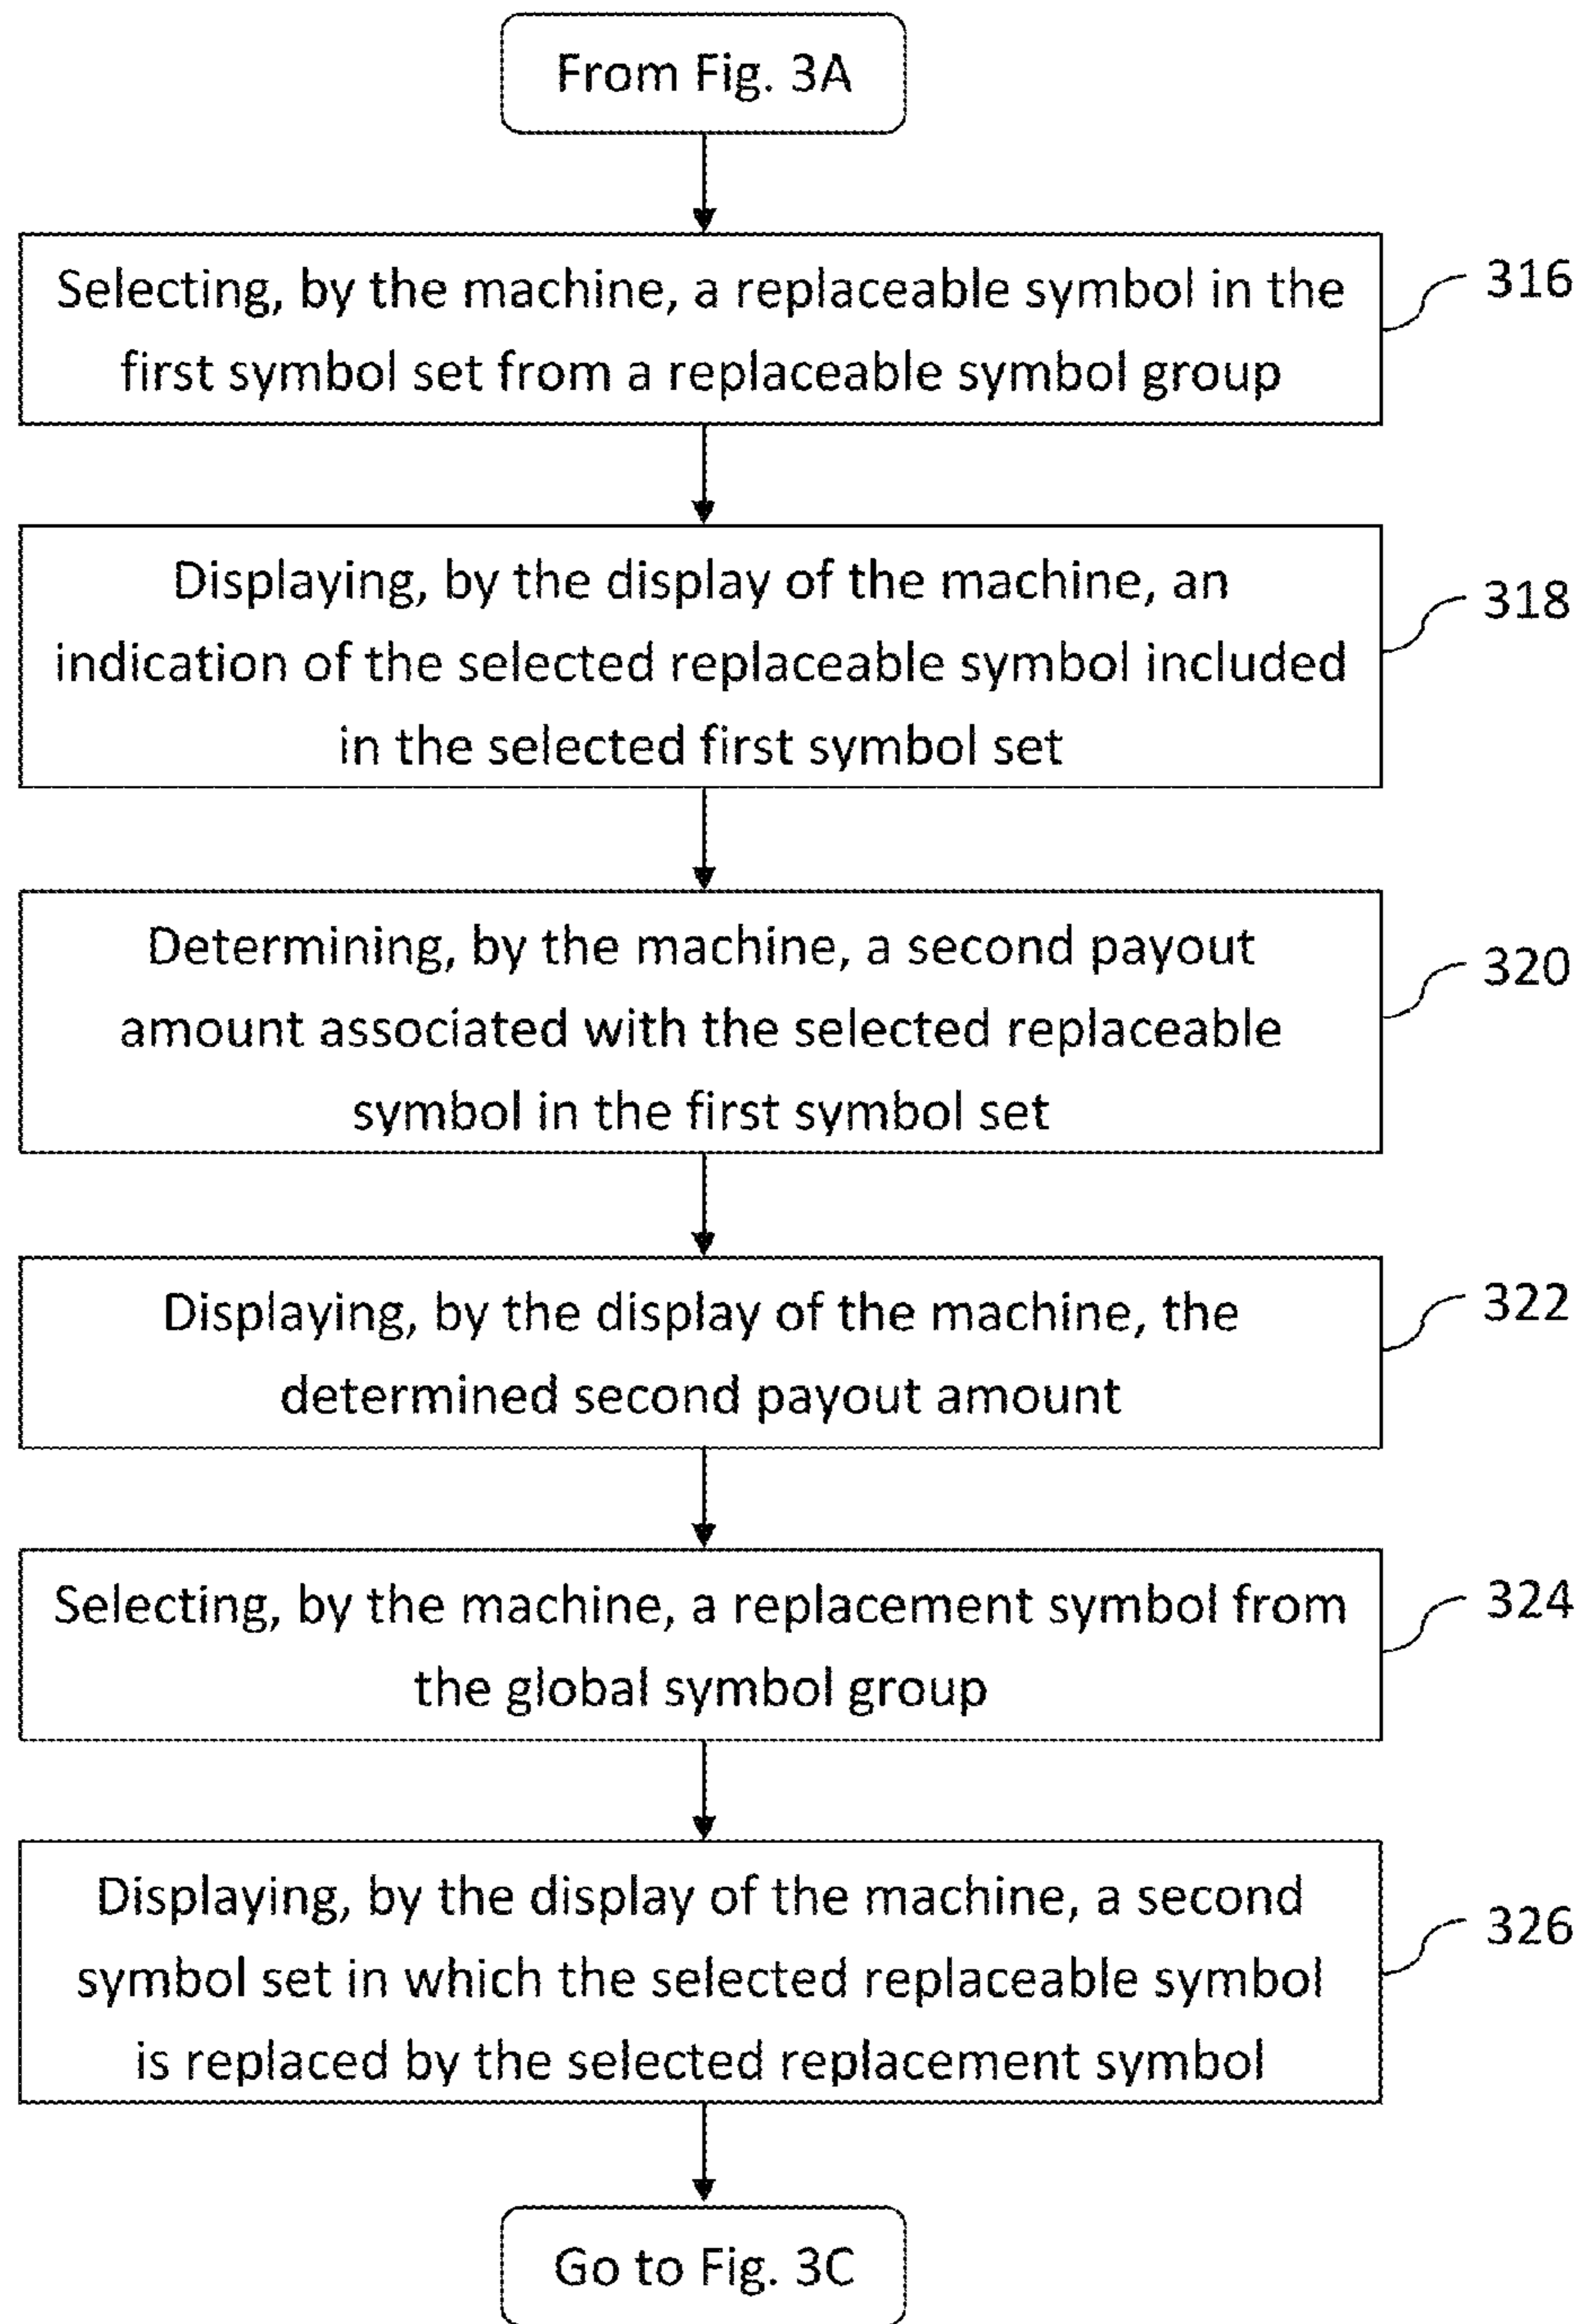 From Fig. 3A
Selecting, by the machine, a replaceable symbol in the
first symbol set from a replaceable symbol group
316
Displaying, by the display of the machine, an
indication of the selected replaceable symbol included
in the selected first symbol set
318
Determining, by the machine, a second payout
amount associated with the selected replaceable
symbol in the first symbol set
320
Displaying, by the display of the machine, the
determined second payout amount
322
Selecting, by the machine, a replacement symbol from
the global symbol group
324
Displaying, by the display of the machine, a second
symbol set in which the selected replaceable symbol
is replaced by the selected replacement symbol
326
Go to Fig. 3C